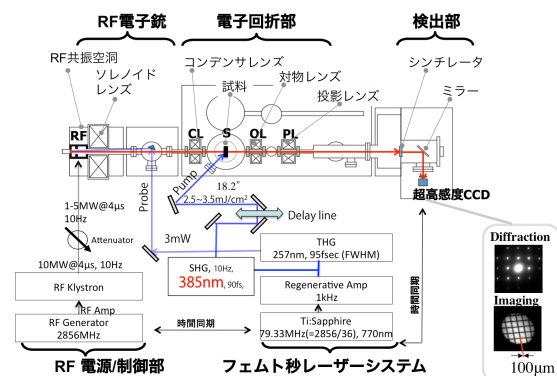 RF電子銃
電子回折部
検出部
RF共振空洞
ソレノイド
レンズ
コンデンサレンズ
試料
対物レンズ
投影レンズ
シンチレータ
ミラー
RF
CL
S
OL
PL
超高感度CCD
Pump
Probe
18.2°
2.5~3.5mJ/cm²
Delay line
1-5MW@4μs
10Hz
Attenuator
3mW
10MW@4μs, 10Hz
THG
257nm, 95fsec (FWHM)
SHG, 10Hz,
385nm, 90fs,
RF Klystron
RF Amp
Regenerative Amp
1kHz
RF Generator
2856MHz
時間同期
Ti:Sapphire
79.33MHz(=2856/36), 770nm
時間同期
RF 電源/制御部
フェムト秒レーザーシステム
Diffraction
Imaging
100μm